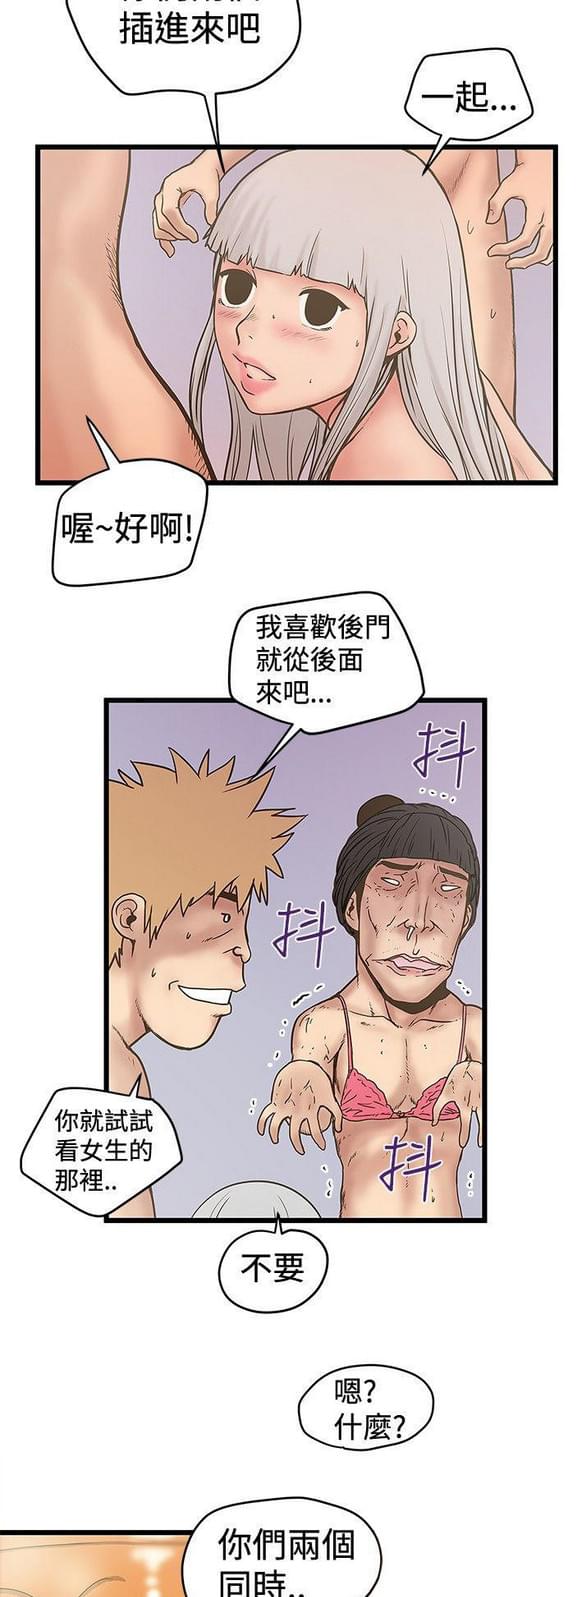 插進來吧
一起...
喔~好啊!
我喜歡後門
就從後面
來吧...
抖
抖
你就試試
看女生的
那裡..
抖
不要
嗯?
什麼?
你們兩個
同時..